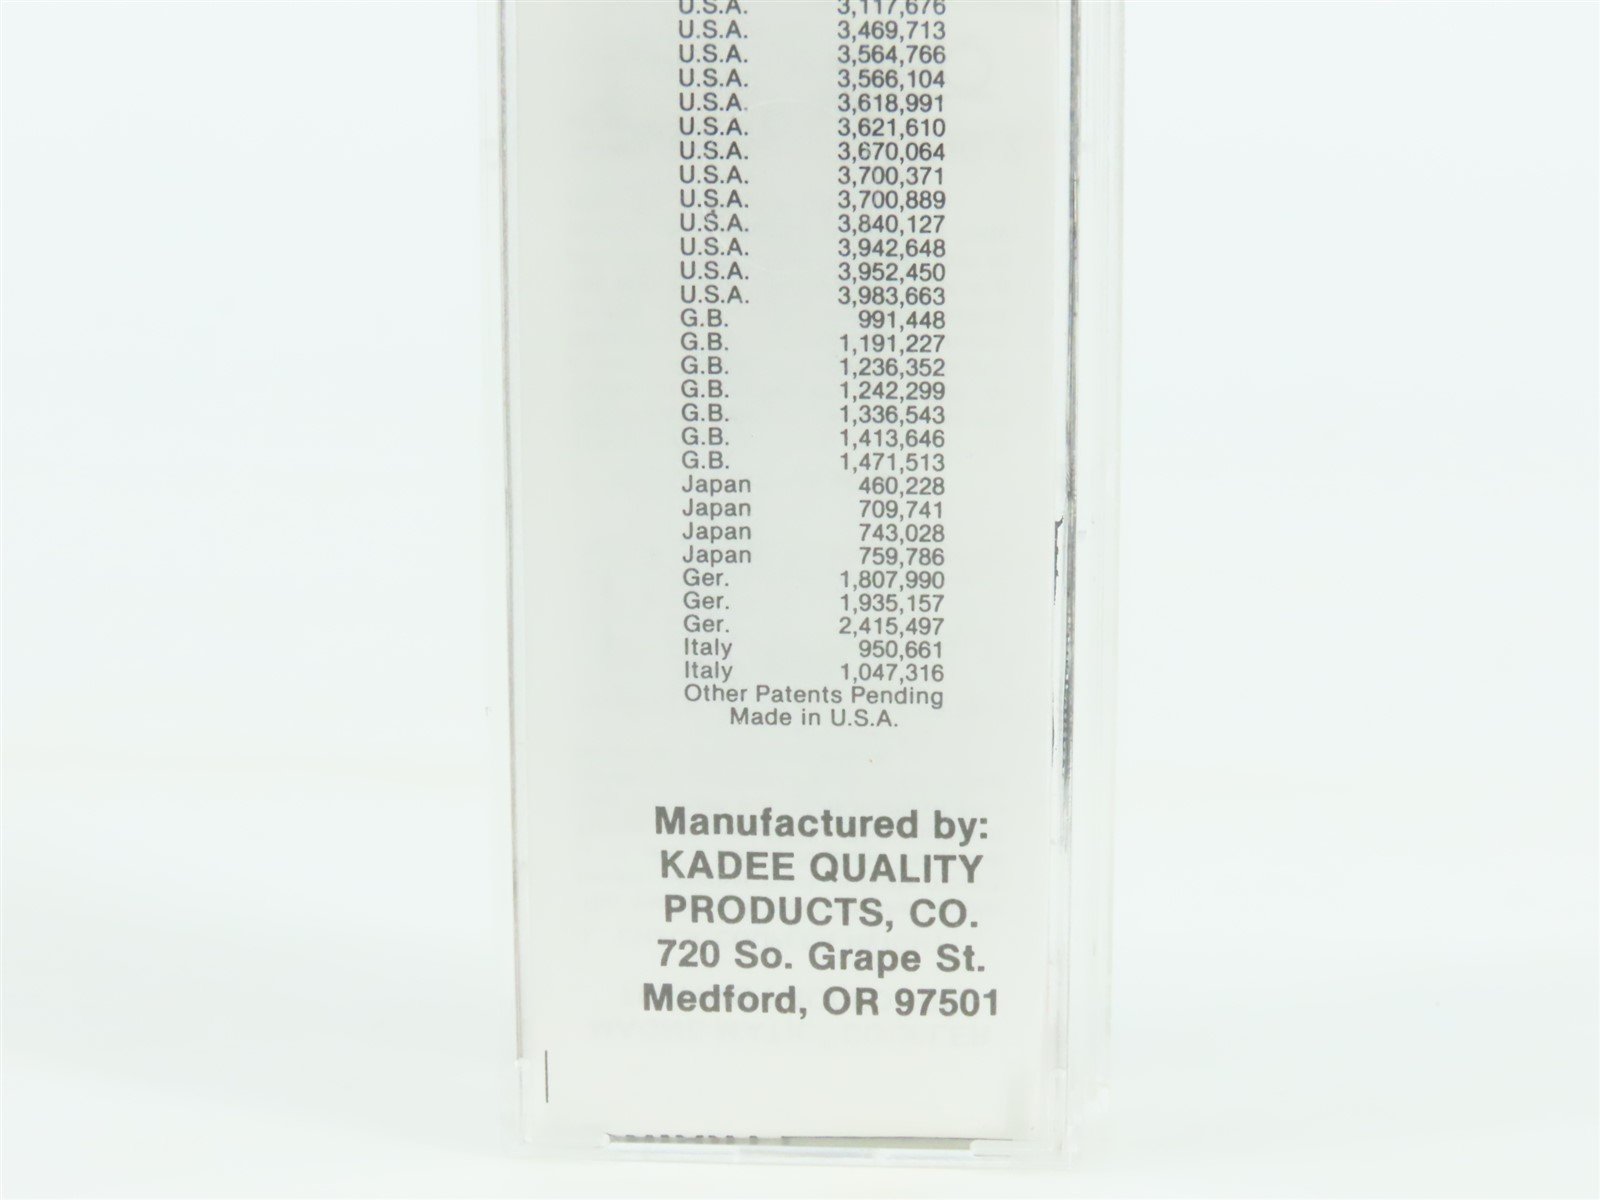 U.S.A. 3,117,676
U.S.A. 3,469,713
U.S.A. 3,564,766
U.S.A. 3,566,104
U.S.A. 3,618,991
U.S.A. 3,621,610
U.S.A. 3,670,064
U.S.A. 3,700,371
U.S.A. 3,700,889
U.S.A. 3,840,127
U.S.A. 3,942,648
U.S.A. 3,952,450
U.S.A. 3,983,663
G.B. 991,448
G.B. 1,191,227
G.B. 1,236,352
G.B. 1,242,299
G.B. 1,336,543
G.B. 1,413,646
G.B. 1,471,513
Japan 460,228
Japan 709,741
Japan 743,028
Japan 759,786
Ger. 1,807,990
Ger. 1,935,157
Ger. 2,415,497
Italy 950,661
Italy 1,047,316
Other Patents Pending
Made in U.S.A.
Manufactured by:
KADEE QUALITY
PRODUCTS, CO.
720 So. Grape St.
Medford, OR 97501